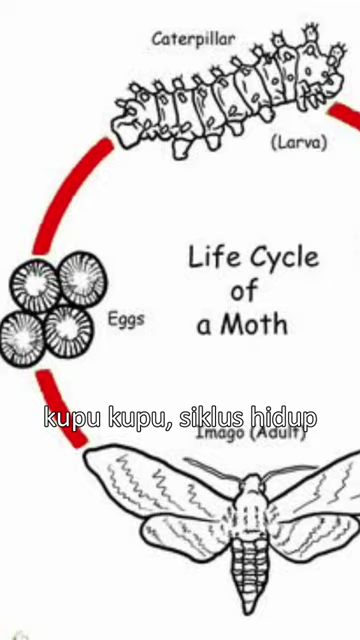 Caterpillar
(Larva)
Life Cycle
of
a Moth
Eggs
kupu kupu, siklus hidup
Imago (Adult)